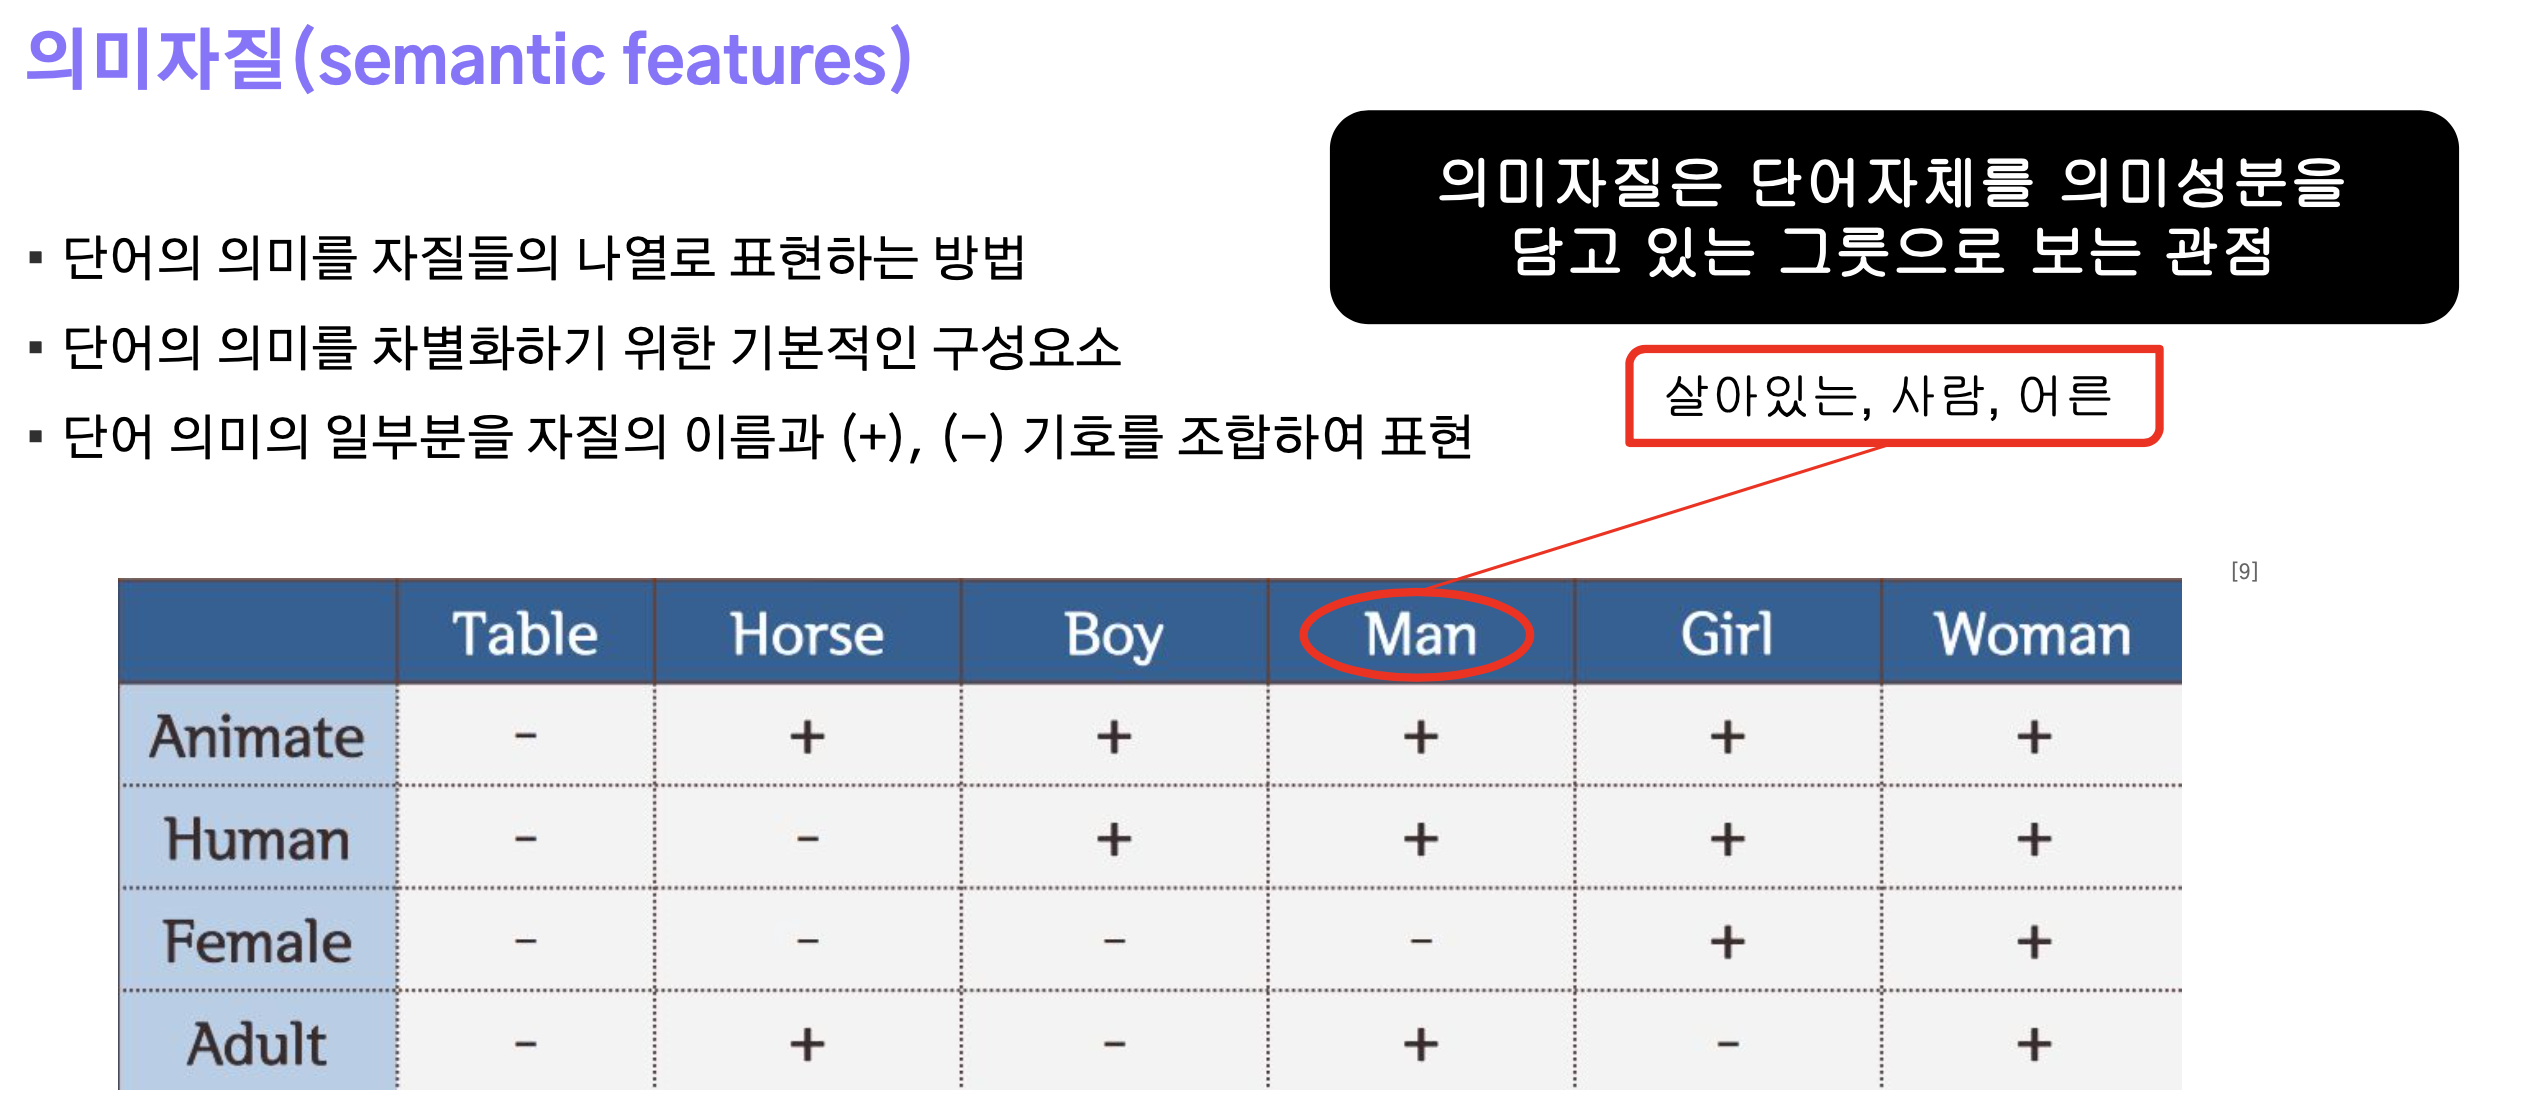 의미자질(semantic features)
의미자질은 단어자체를 의미성분을
담고 있는 그릇으로 보는 관점
▪ 단어의 의미를 자질들의 나열로 표현하는 방법
▪ 단어의 의미를 차별화하기 위한 기본적인 구성요소
▪ 단어 의미의 일부분을 자질의 이름과 (+), (−) 기호를 조합하여 표현
살아있는, 사람, 어른
[9]
Table Horse Boy Man Girl Woman
Animate - + + + + +
Human - - + + + +
Female - - - - + +
Adult - + - + - +